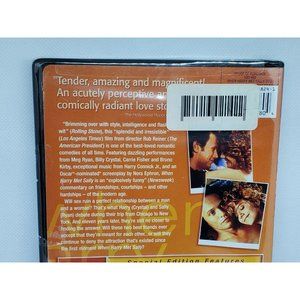 "Tender, amazing and magnificent!
An acutely perceptive an
comically radiant love sto
"Brimming over with style, intelligence and flash
wit" (Rolling Stone), this "splendid and irresistible"
(Los Angeles Times) film from director Rob Reiner (The
American President) is one of the best-loved romantic
comedies of all time. Featuring dazzling performances
from Meg Ryan, Billy Crystal, Carrie Fisher and Bruno
Kirby, exceptional music from Harry Connick Jr., and an
Oscar®-nominated screenplay by Nora Ephron, When
Harry Met Sally is an "explosively funny" (Newsweek)
commentary on friendships, courtships – and other
hardships – of the modern age.
Will sex ruin a perfect relationship between a man
and a woman? That's what Harry (Crystal) and Sally
(Ryan) debate during their trip from Chicago to New
York. And eleven years later, they're still no closer to
finding the answer. Will these two best friends ever
accept that they're meant for each other...or will they
continue to deny the attraction that's existed since
the first moment When Harry Met Sally?
Special Edition Features